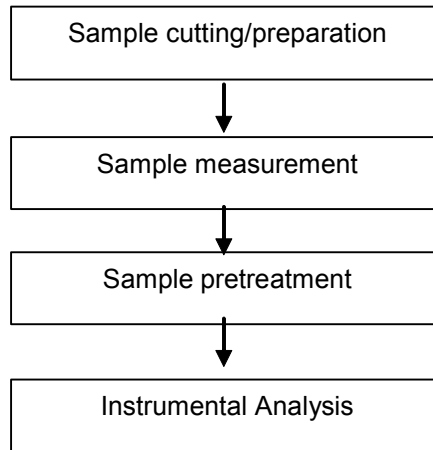 Sample cutting/preparation
Sample measurement
Sample pretreatment
Instrumental Analysis